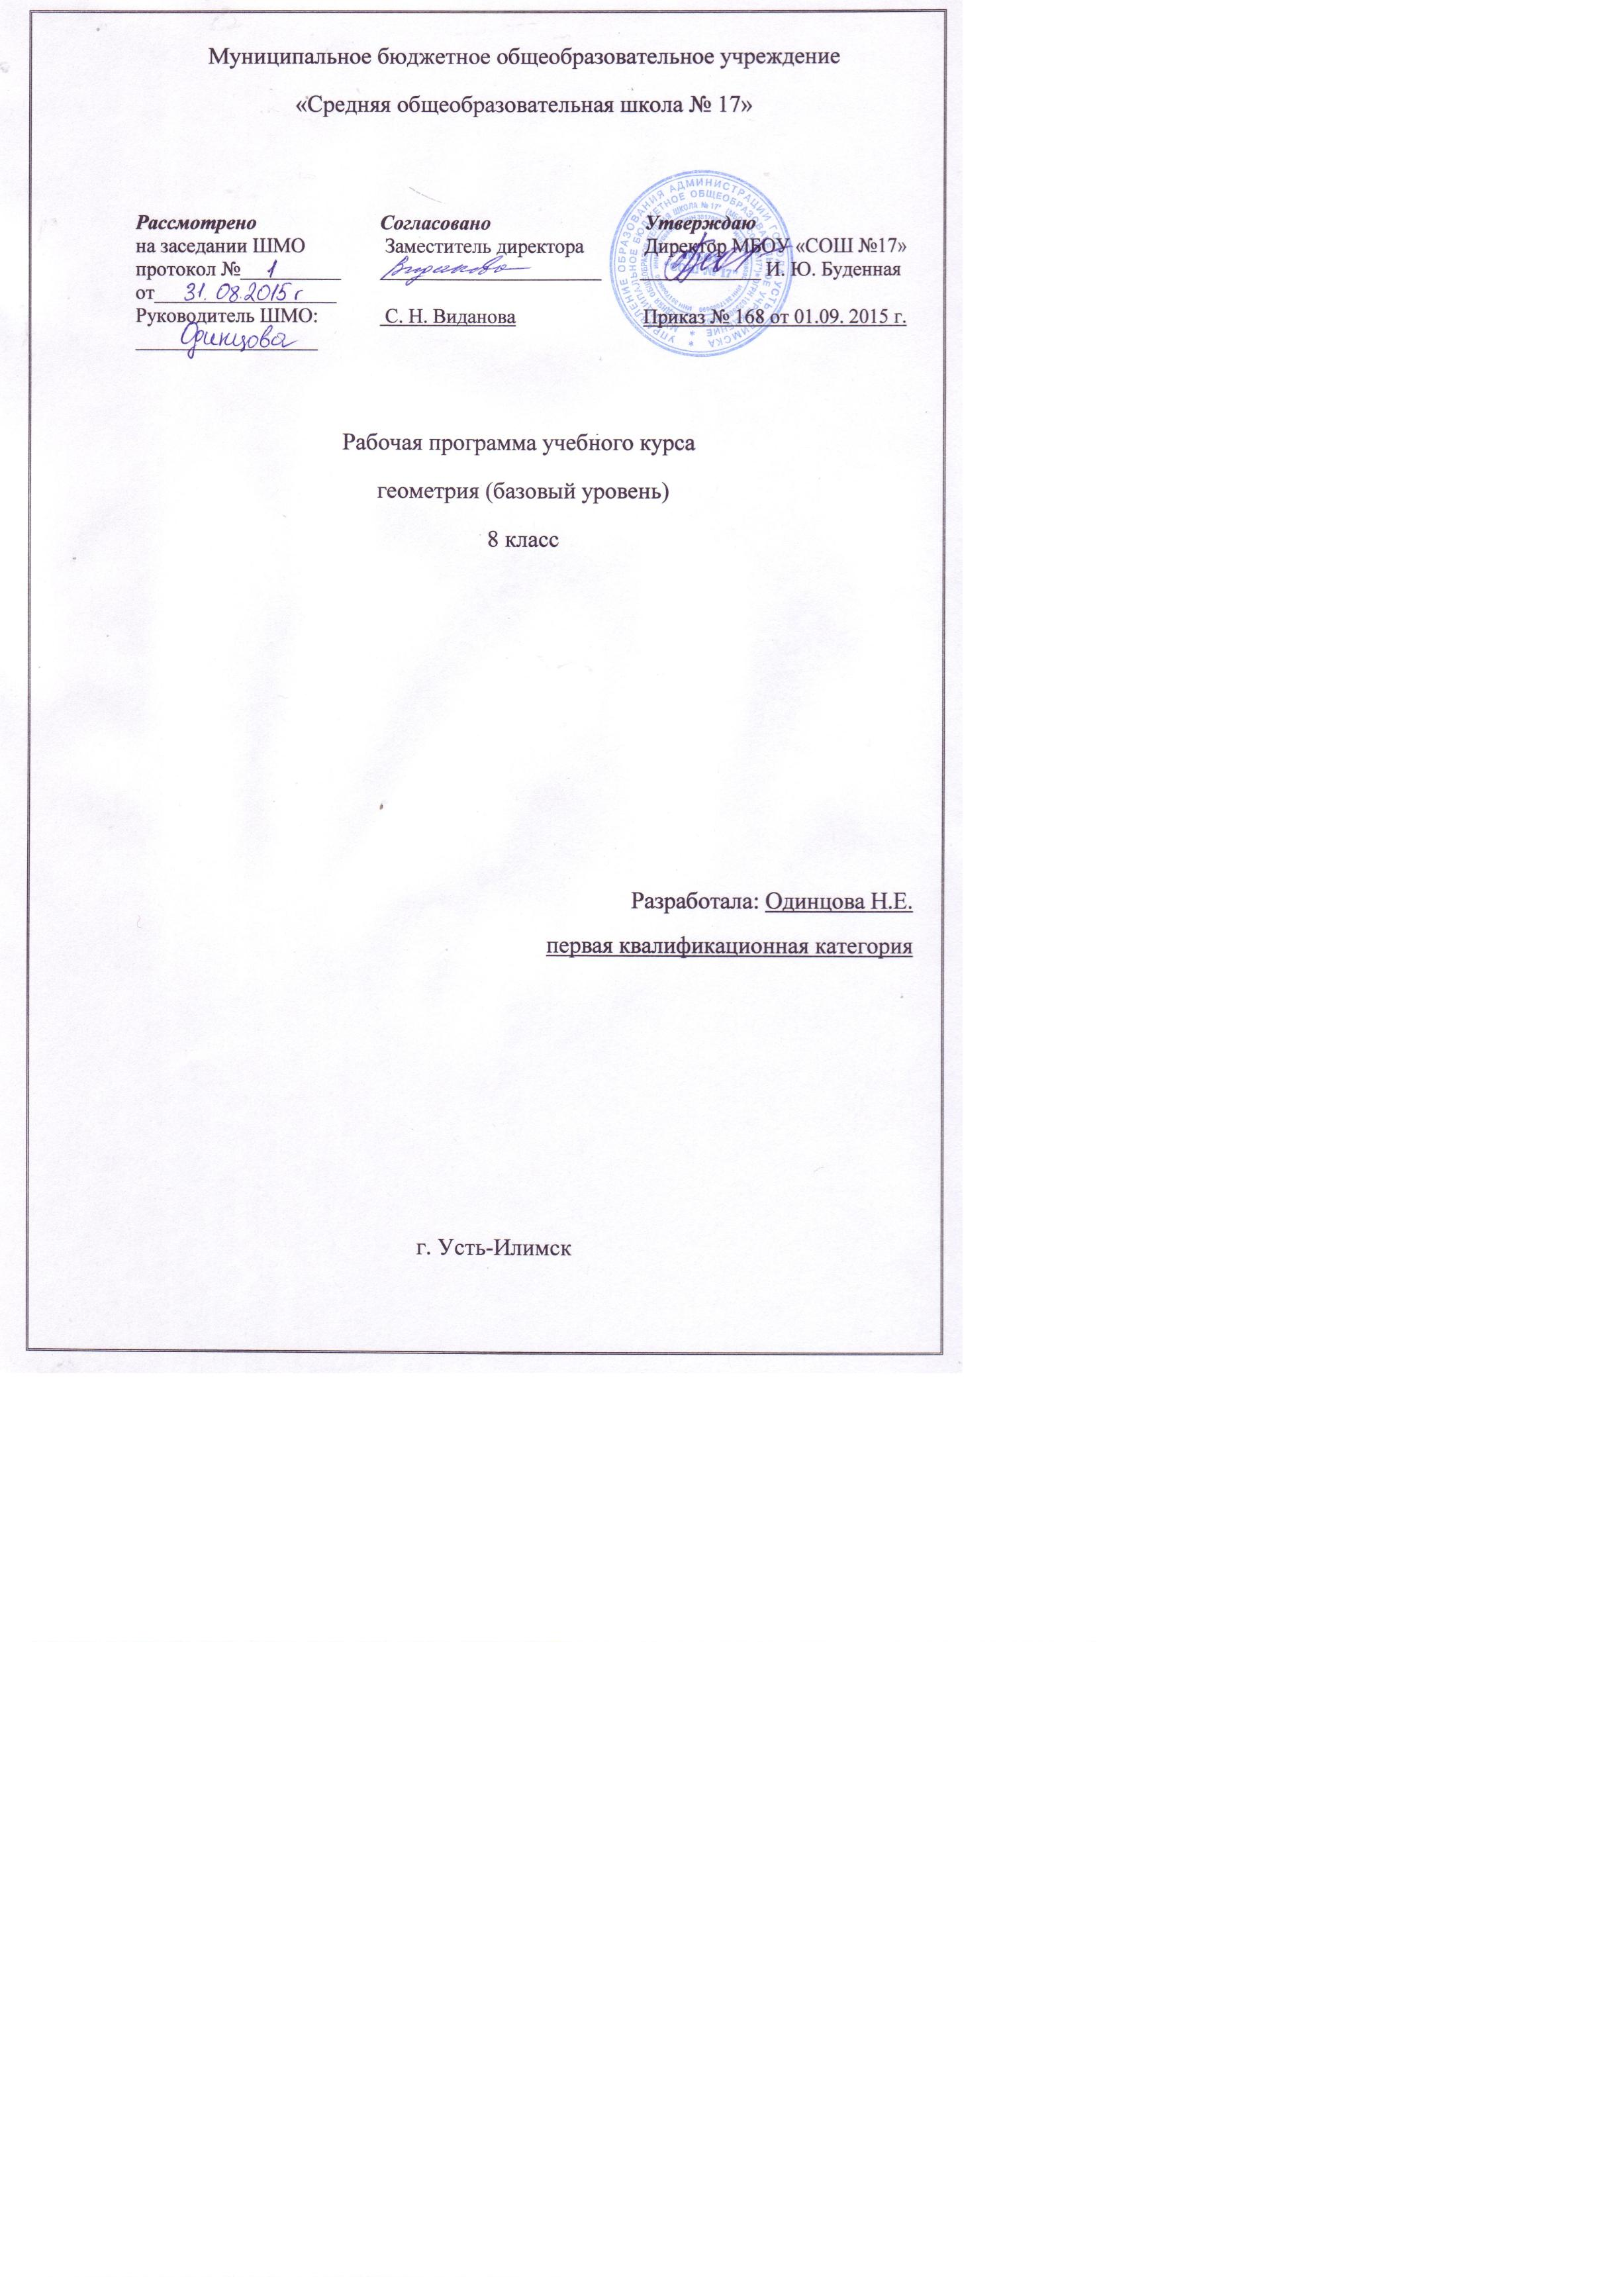 Муниципальное бюджетное общеобразовательное учреждение
«Средняя общеобразовательная школа № 17»
Рассмотрено
на заседании ШМО
протокол № 1
от 31. 08.2015 г
Руководитель ШМО:
Одинцова
Согласовано
Заместитель директора
С. Н. Виданова
Утверждаю
Директор МБОУ «СОШ №17»
И. Ю. Буденная
Приказ № 168 от 01.09. 2015 г.
Рабочая программа учебного курса
геометрия (базовый уровень)
8 класс
Разработала: Одинцова Н.Е.
первая квалификационная категория
г. Усть-Илимск